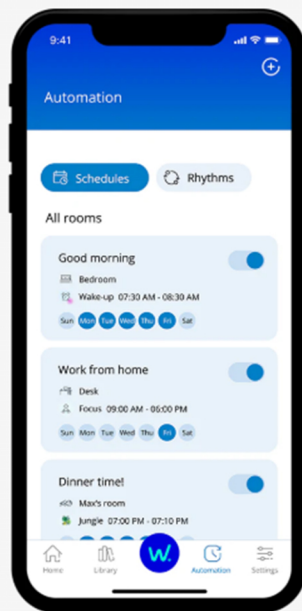 9:41
Automation
Schedules Rhythms
All rooms
Good morning
Bedroom
Wake-up 07:30 AM - 08:30 AM
Sun Mon Tue Wed Thu Fri Sat
Work from home
Desk
Focus 09:00 AM - 06:00 PM
Sun Mon Tue Wed Thu Fri Sat
Dinner time!
Max's room
Jungle 07:00 PM - 07:10 PM
W.
Home Library Automation Settings